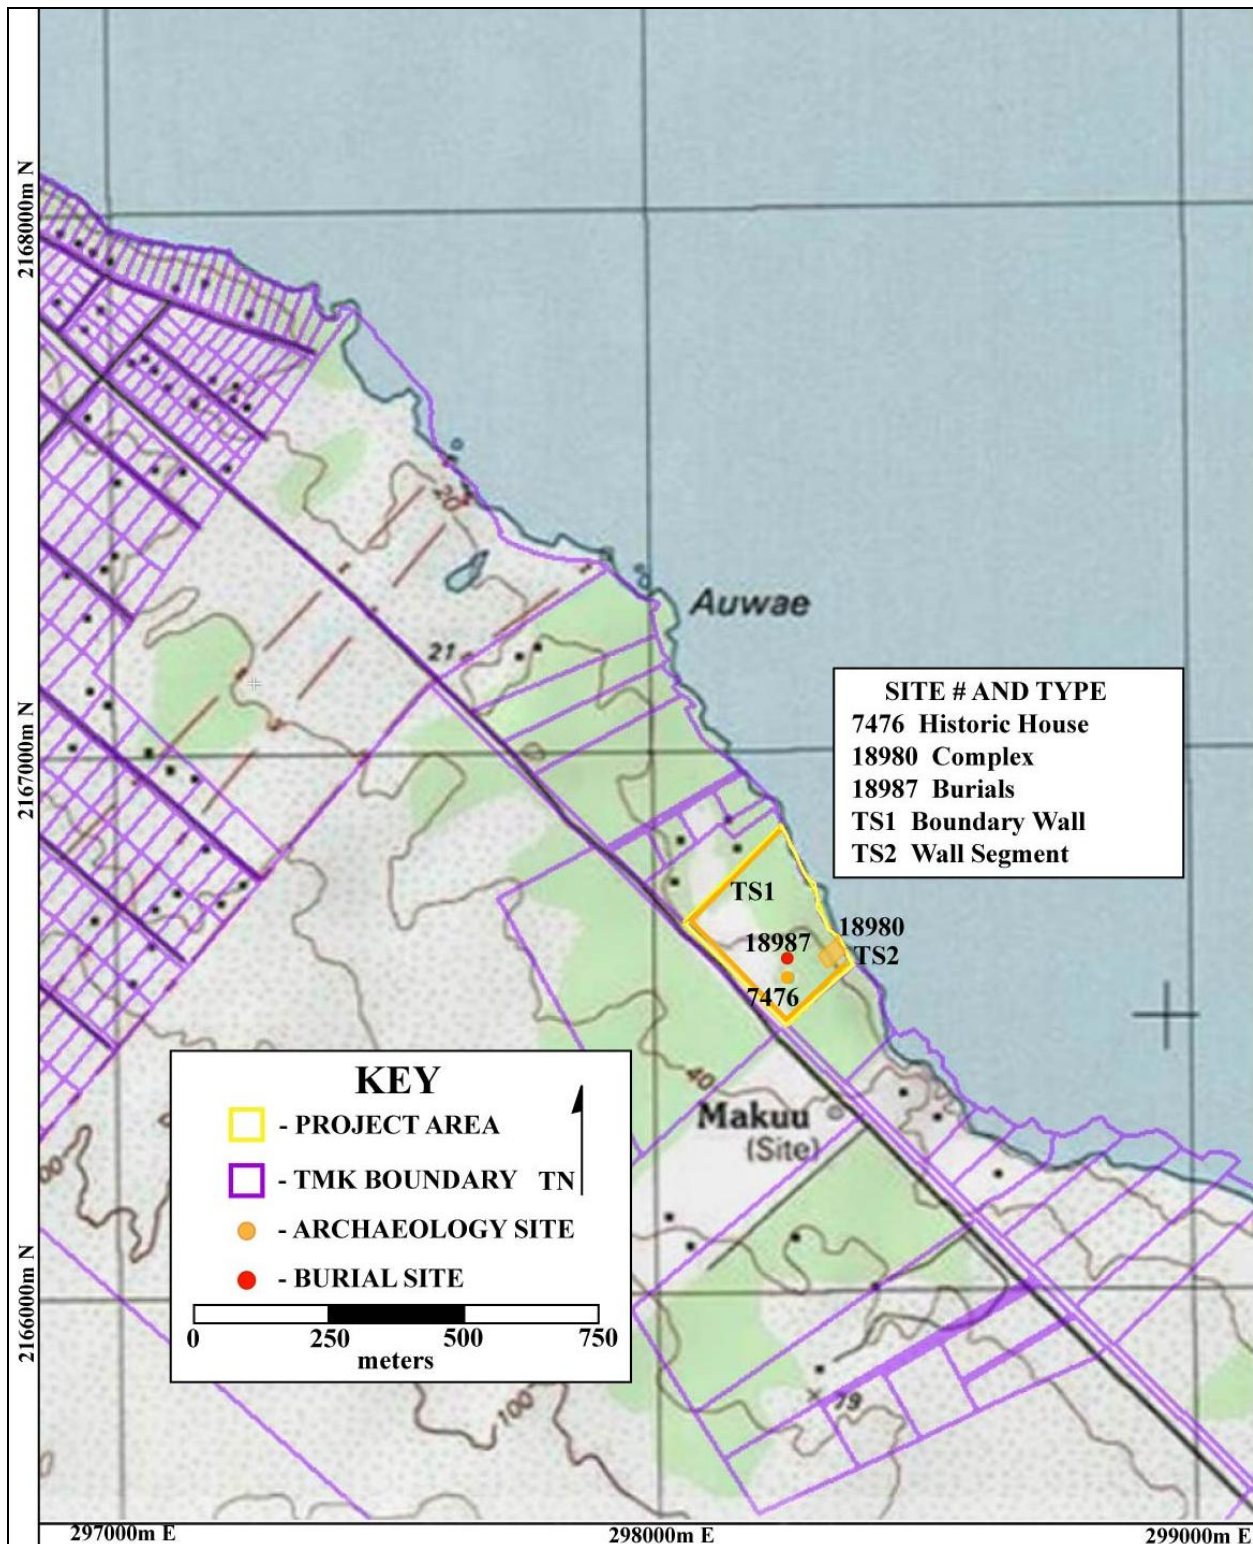 2168000m N
20
Auwae
21
2167000m N
SITE # AND TYPE
7476 Historic House
18980 Complex
18987 Burials
TS1 Boundary Wall
TS2 Wall Segment
TS1
18980
18987
TS2
7476
40
Makuu
(Site)
KEY
- PROJECT AREA
- TMK BOUNDARY
TN
- ARCHAEOLOGY SITE
- BURIAL SITE
0 250 500 750
meters
00
2166000m N
79
100
297000m E
298000m E
299000m E